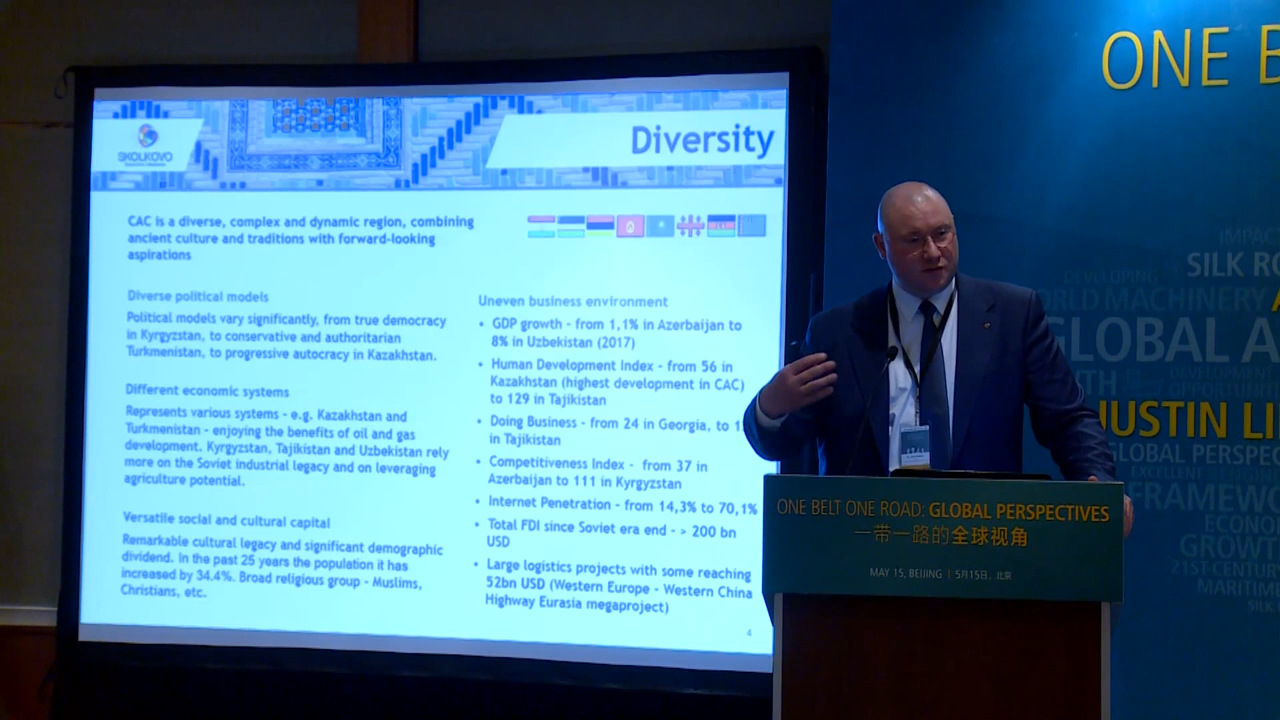 SKOLKOVO
Diversity
CAC is a diverse, complex and dynamic region, combining
ancient culture and traditions with forward-looking
aspirations
Diverse political models
Political models vary significantly, from true democracy
in Kyrgyzstan, to conservative and authoritarian
Turkmenistan, to progressive autocracy in Kazakhstan.
Different economic systems
Represents various systems - e.g. Kazakhstan and
Turkmenistan - enjoying the benefits of oil and gas
development. Kyrgyzstan, Tajikistan and Uzbekistan rely
more on the Soviet industrial legacy and on leveraging
agriculture potential.
Versatile social and cultural capital
Remarkable cultural legacy and significant demographic
dividend. In the past 25 years the population it has
increased by 34.4%. Broad religious group - Muslims,
Christians, etc.
Uneven business environment
• GDP growth - from 1,1% in Azerbaijan to
8% in Uzbekistan (2017)
• Human Development Index - from 56 in
Kazakhstan (highest development in CAC)
to 129 in Tajikistan
• Doing Business - from 24 in Georgia, to 1
in Tajikistan
• Competitiveness Index - from 37 in
Azerbaijan to 111 in Kyrgyzstan
• Internet Penetration - from 14,3% to 70,1%
• Total FDI since Soviet era end - > 200 bn
USD
• Large logistics projects with some reaching
52bn USD (Western Europe - Western China
Highway Eurasia megaproject)
4
ONE BELT ONE ROAD: GLOBAL PERSPECTIVES
一带一路的全球视角
MAY 15, BEIJING | 5月15日, 北京
ONE B
IMPAC
DEVELOPING
SILK RO
RLD MACHINERY
GLOBAL A
TH
DEVELOPMENT
OPPORTUNIT
JUSTIN LI
GLOBAL PERSPEC
EXCELLENT
FRAMEWO
ECONO
GROWT
21ST-CENTUR
MARITIM
SILK